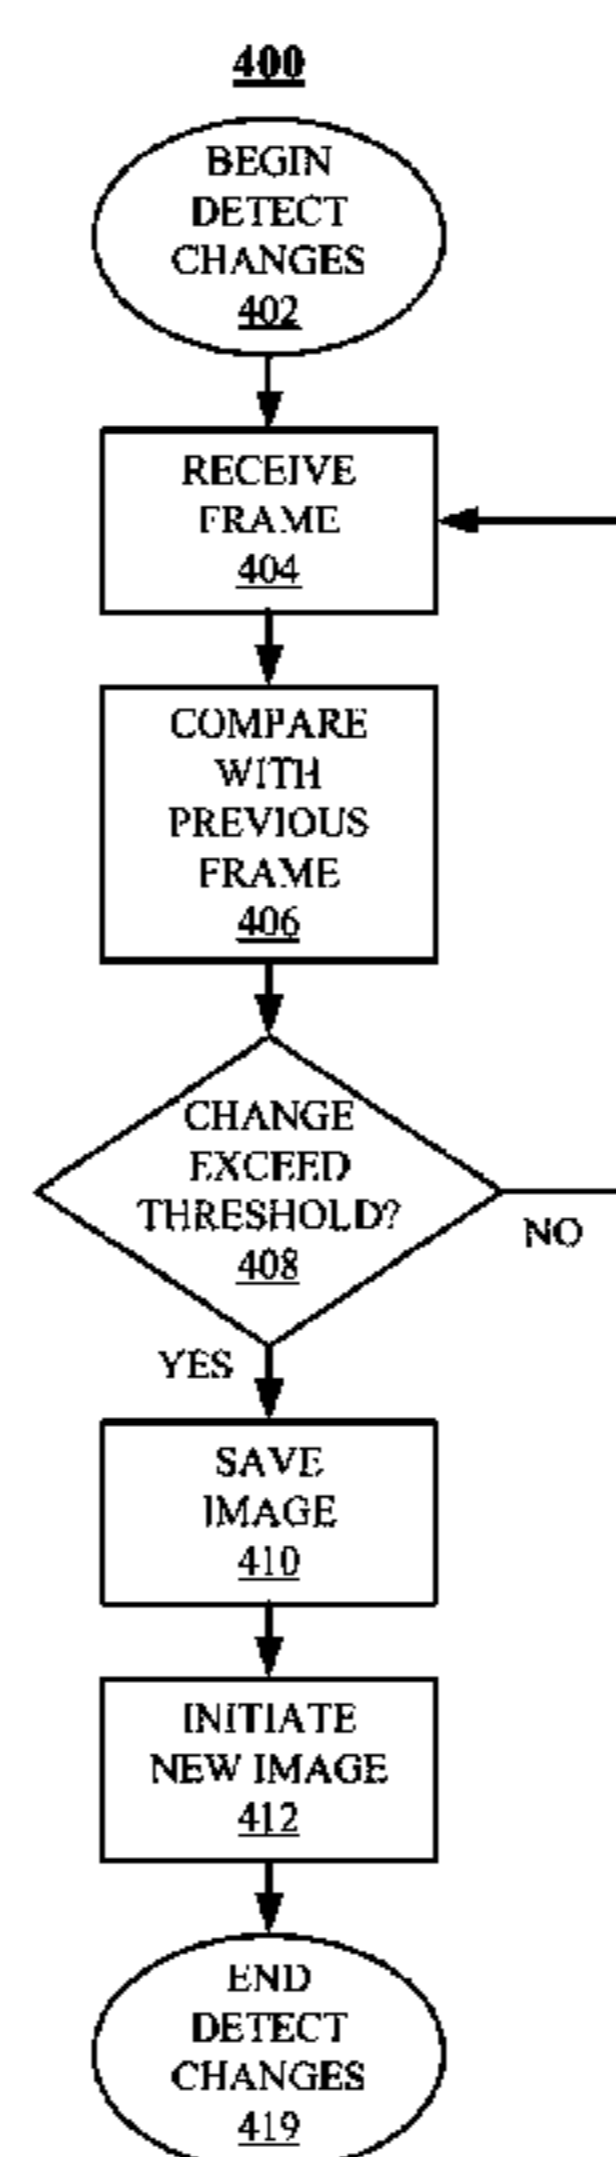 400
BEGIN
DETECT
CHANGES
402
RECEIVE
FRAME
404
COMPARE
WITH
PREVIOUS
FRAME
406
CHANGE
EXCEED
THRESHOLD?
408
NO
YES
SAVE
IMAGE
410
INITIATE
NEW IMAGE
412
END
DETECT
CHANGES
419